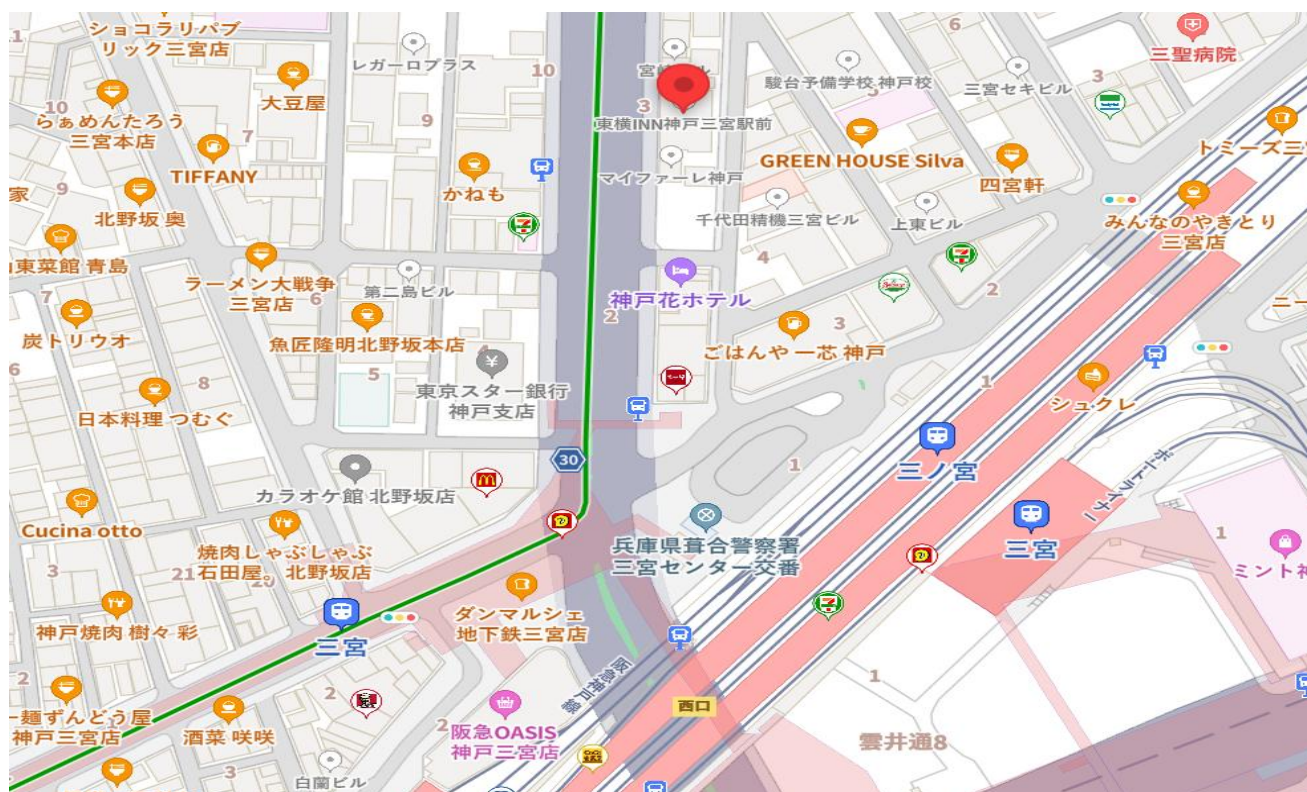 ショコラリパブ
リック三宮店
11
レガーロプラス
10
6
三聖病院
大豆屋
宮
ル
駿台予備学校 神戸校
三宮セキビル
3
10
らぁめんたろう
三宮本店
7
9
3
東横INN神戸三宮駅前
5
トミーズ三宮
TIFFANY
GREEN HOUSE Silva
四宮軒
家
9
北野坂 奥
かねも
マイファーレ神戸
千代田精機三宮ビル
上東ビル
みんなのやきとり
三宮店
東菜館 青島
ラーメン大戦争
三宮店
6
第二島ビル
4
2
7
神戸花ホテル
2
3
ニー
炭トリウオ
魚匠隆明北野坂本店
ごはんや 一芯 神戸
6
8
5
4
東京スター銀行
神戸支店
1
シュクレ
日本料理 つむぐ
30
三ノ宮
ポートライナー
カラオケ館 北野坂店
1
Cucina otto
三宮
1
焼肉しゃぶしゃぶ
石田屋。北野坂店
兵庫県葺合警察署
三宮センター交番
ミント神
3
21
20
神戸焼肉 樹々 彩
三宮
ダンマルシェ
地下鉄三宮店
2
2
1
阪急神戸線
西口
麺ずんどう屋
神戸三宮店
酒菜 咲咲
2
阪急OASIS
神戸三宮店
雲井通8
3
白蘭ビル